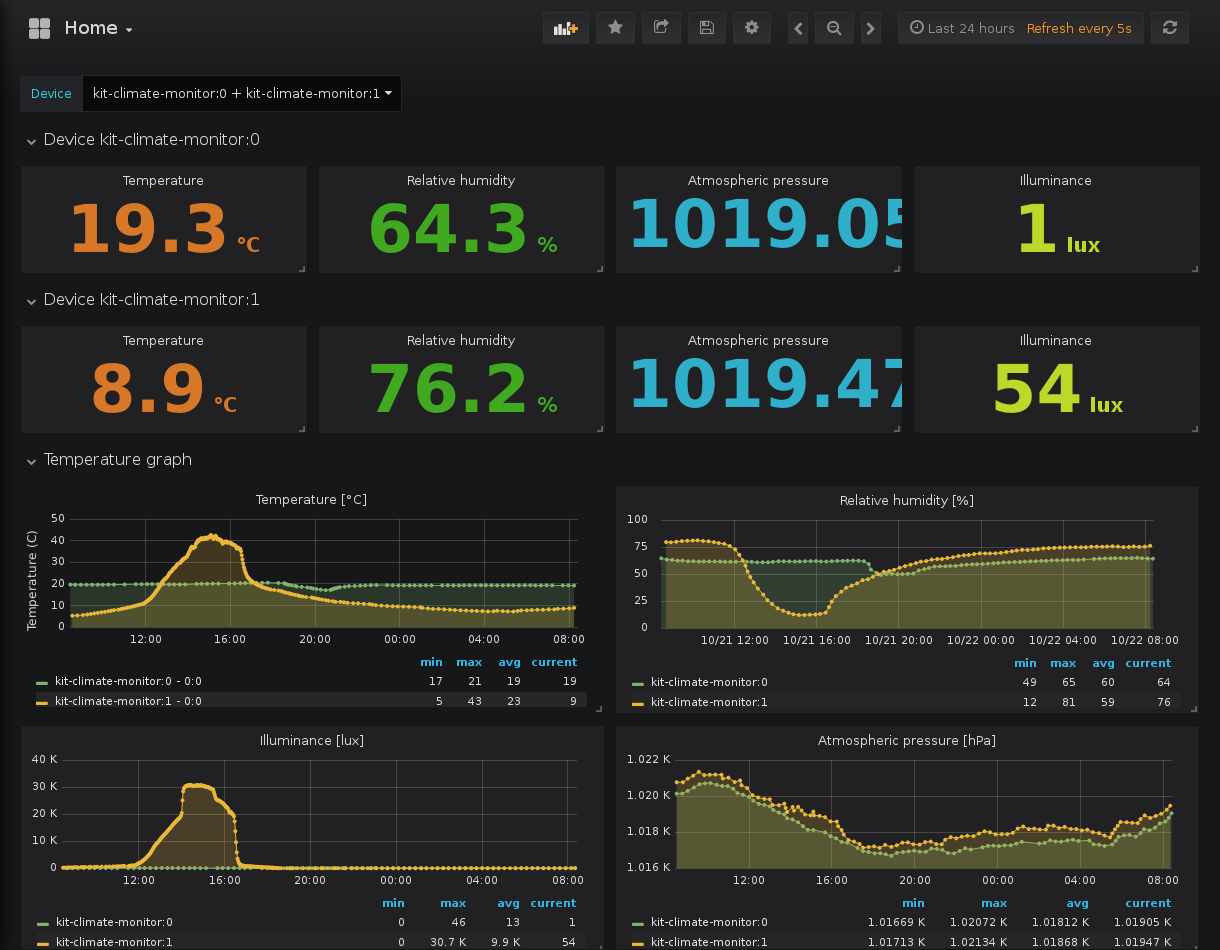 Home
Last 24 hours Refresh every 5s
Device kit-climate-monitor:0 + kit-climate-monitor:1
Device kit-climate-monitor:0
Temperature Relative humidity Atmospheric pressure Illuminance
19.3 °C 64.3 % 1019.05 1 lux
Device kit-climate-monitor:1
Temperature Relative humidity Atmospheric pressure Illuminance
8.9 °C 76.2 % 1019.47 54 lux
Temperature graph
Temperature [°C]
Temperature (C)
50
40
30
20
10
0
12:00 16:00 20:00 00:00 04:00 08:00
min max avg current
kit-climate-monitor:0 - 0:0 17 21 19 19
kit-climate-monitor:1 - 0:0 5 43 23 9
Relative humidity [%]
100
75
50
25
0
10/21 12:00 10/21 16:00 10/21 20:00 10/22 00:00 10/22 04:00 10/22 08:00
min max avg current
kit-climate-monitor:0 49 65 60 64
kit-climate-monitor:1 12 81 59 76
Illuminance [lux]
40 K
30 K
20 K
10 K
0
12:00 16:00 20:00 00:00 04:00 08:00
min max avg current
kit-climate-monitor:0 0 46 13 1
kit-climate-monitor:1 0 30.7 K 9.9 K 54
Atmospheric pressure [hPa]
1.022 K
1.020 K
1.018 K
1.016 K
12:00 16:00 20:00 00:00 04:00 08:00
min max avg current
kit-climate-monitor:0 1.01669 K 1.02072 K 1.01812 K 1.01905 K
kit-climate-monitor:1 1.01713 K 1.02134 K 1.01868 K 1.01947 K